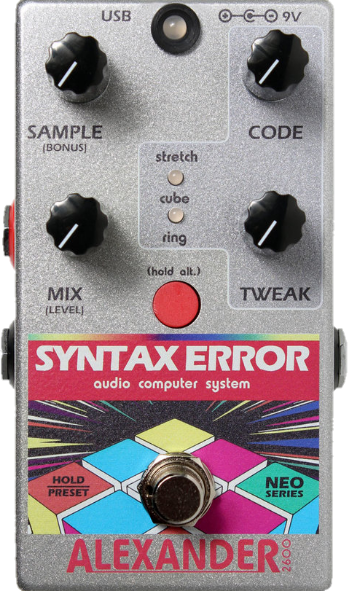 USB
9V
SAMPLE
(BONUS)
CODE
stretch
cube
ring
MIX
(LEVEL)
(hold alt.)
TWEAK
SYNTAX ERROR
audio computer system
HOLD
PRESET
NEO
SERIES
ALEXANDER
2600